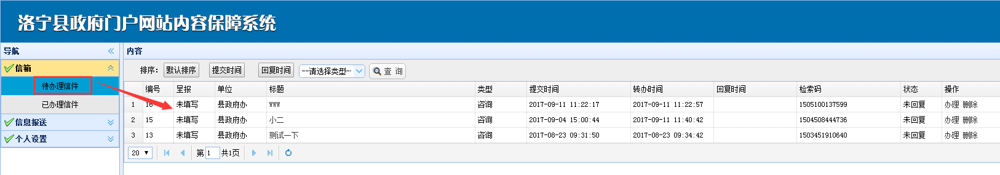 洛宁县政府门户网站内容保障系统
导航
内容
信箱
待办理信件
已办理信件
信息报送
个人设置
排序： 默认排序 提交时间 回复时间 --请选择类型-- 查 询
编号 呈报 单位 标题 类型 提交时间 转办时间 回复时间 检索码 状态 操作
1 16 未填写 县政府办 WWW 咨询 2017-09-11 11:22:17 2017-09-11 11:22:57 1505100137599 未回复 办理 删除
2 15 未填写 县政府办 小二 咨询 2017-09-04 15:00:44 2017-09-11 11:40:42 1504508444736 未回复 办理 删除
3 13 未填写 县政府办 测试一下 咨询 2017-08-23 09:31:50 2017-08-23 09:34:42 1503451910640 未回复 办理 删除
20 第 1 共1页